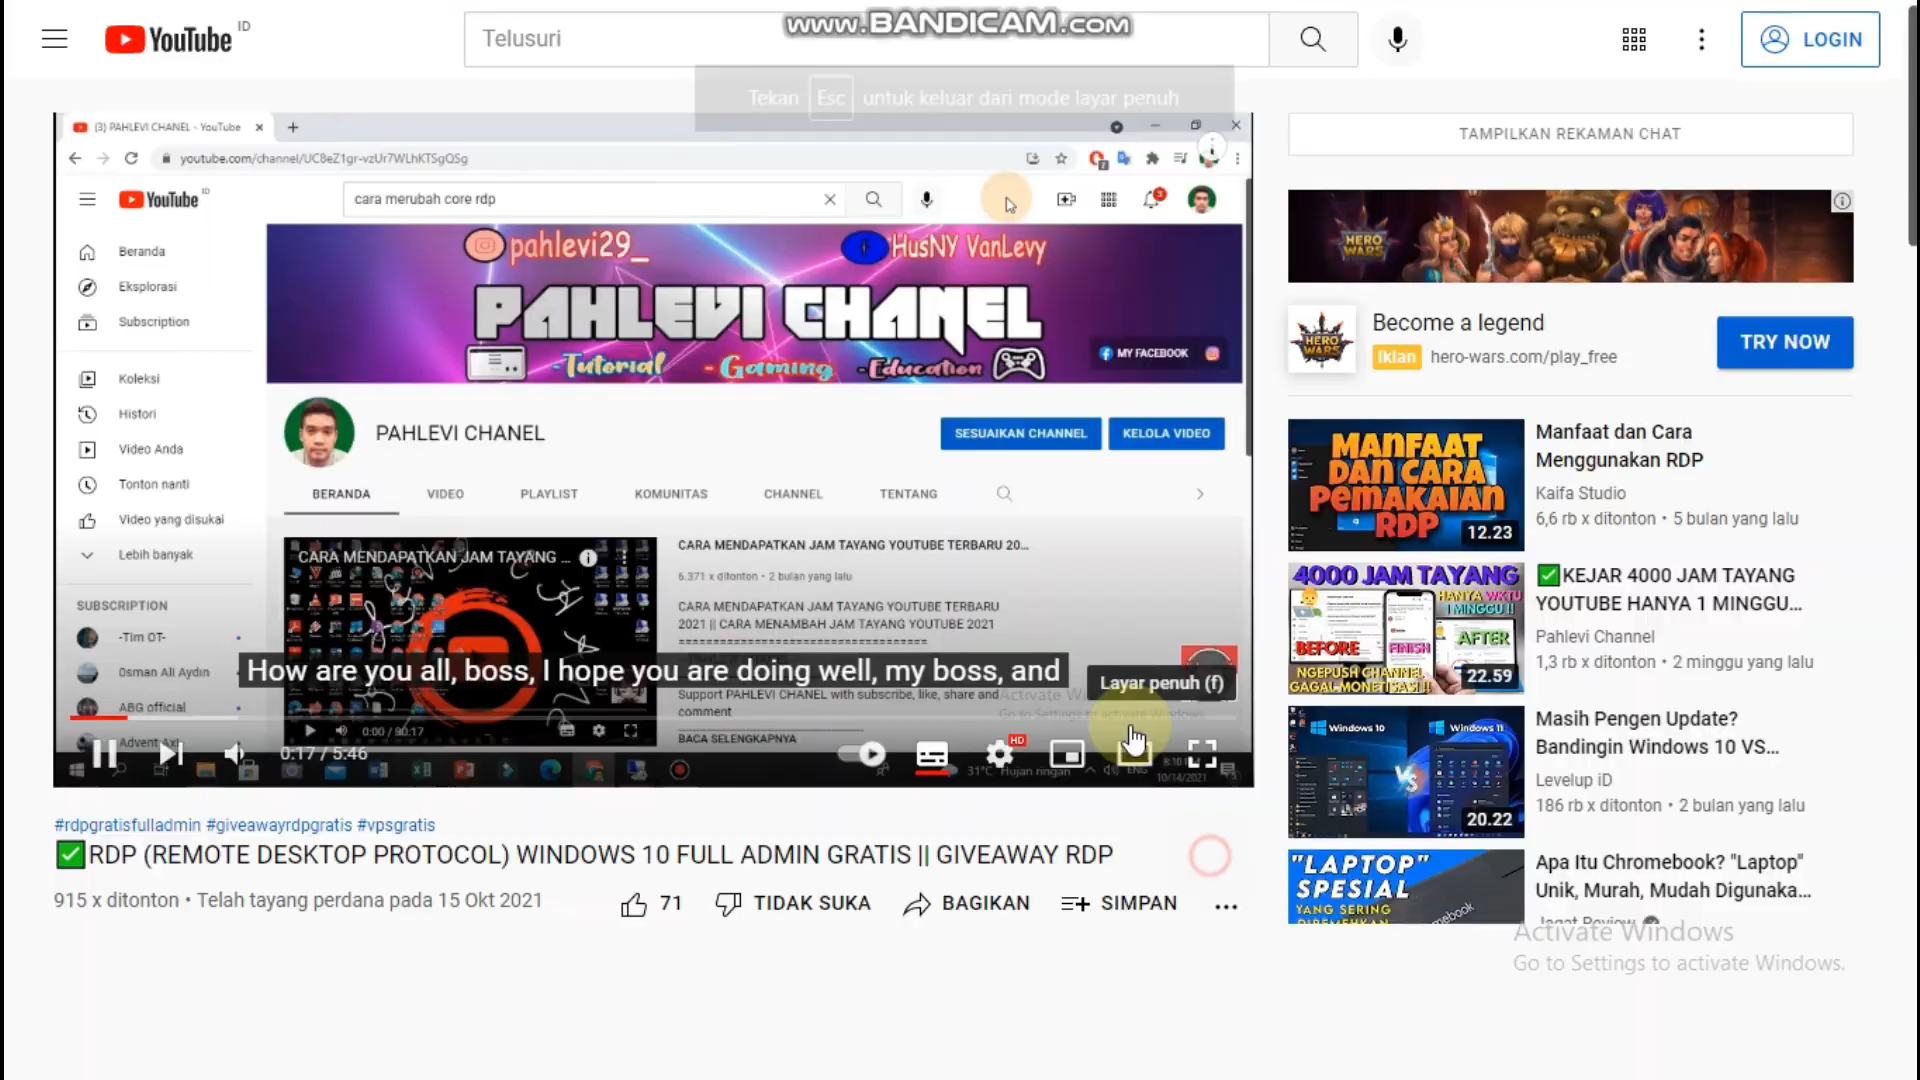 YouTube ID
Telusuri
www.BANDICAM.com
LOGIN
Tekan Esc untuk keluar dari mode layar penuh
(3) PAHLEVI CHANEL - YouTube
youtube.com/channel/UC8eZ1gr-vzUr7WLhKTSgQSg
YouTube ID
cara merubah core rdp
3
Beranda
Eksplorasi
Subscription
Koleksi
Histori
Video Anda
Tonton nanti
Video yang disukai
Lebih banyak
SUBSCRIPTION
-Tim OT-
Osman Ali Aydın
ABG official
pahlevi29_
HusNY VanLevy
PAHLEVI CHANEL
-Tutorial -Gaming -Education
MY FACEBOOK
PAHLEVI CHANEL
SESUAIKAN CHANNEL
KELOLA VIDEO
BERANDA VIDEO PLAYLIST KOMUNITAS CHANNEL TENTANG
CARA MENDAPATKAN JAM TAYANG ...
0:00 / 80:17
CARA MENDAPATKAN JAM TAYANG YOUTUBE TERBARU 20...
6.371 x ditonton • 2 bulan yang lalu
CARA MENDAPATKAN JAM TAYANG YOUTUBE TERBARU
2021 || CARA MENAMBAH JAM TAYANG YOUTUBE 2021
Support PAHLEVI CHANEL with subscribe, like, share and
comment
BACA SELENGKAPNYA
How are you all, boss, I hope you are doing well, my boss, and
Layar penuh (f)
0:17 / 5:46
HD
31°C Hujan ringan
ENG
10/14/2021
#rdpgratisfulladmin #giveawayrdpgratis #vpsgratis
✅RDP (REMOTE DESKTOP PROTOCOL) WINDOWS 10 FULL ADMIN GRATIS || GIVEAWAY RDP
915 x ditonton • Telah tayang perdana pada 15 Okt 2021
71
TIDAK SUKA
BAGIKAN
SIMPAN
TAMPILKAN REKAMAN CHAT
HERO WARS
HERO WARS
Become a legend
Iklan hero-wars.com/play_free
TRY NOW
MANFAAT
DAN CARA
PEMAKAIAN
RDP
12.23
Manfaat dan Cara
Menggunakan RDP
Kaifa Studio
6,6 rb x ditonton • 5 bulan yang lalu
4000 JAM TAYANG
HANYA WKTU
1 MINGGU !!
BEFORE
AFTER
FINISH
NGEPUSH CHANNEL
GAGAL MONETISASI !!
22.59
✅KEJAR 4000 JAM TAYANG
YOUTUBE HANYA 1 MINGGU...
Pahlevi Channel
1,3 rb x ditonton • 2 minggu yang lalu
Windows 10
Windows 11
VS
20.22
Masih Pengen Update?
Bandingin Windows 10 VS...
Levelup iD
186 rb x ditonton • 2 bulan yang lalu
"LAPTOP"
SPESIAL
YANG SERING
Apa Itu Chromebook? "Laptop"
Unik, Murah, Mudah Digunaka...
Jagat Review
Activate Windows
Go to Settings to activate Windows.